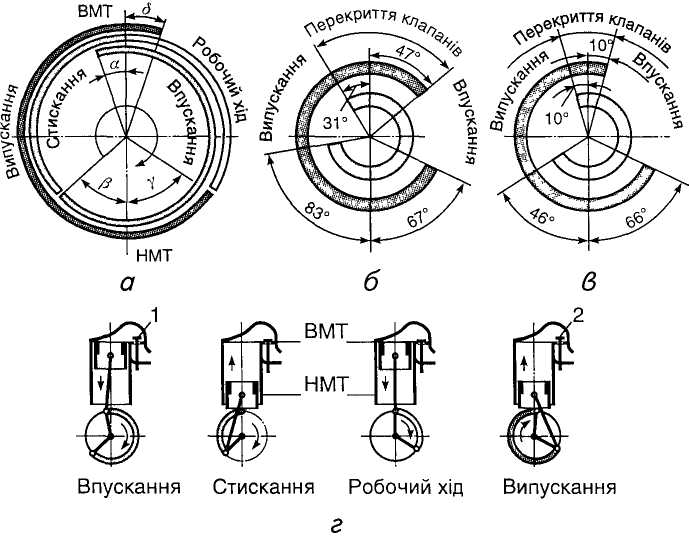 ВМТ
δ
Випускання
Стискання
α
Впускання
Робочий хід
β
γ
НМТ
а
Перекриття клапанів
47°
Випускання
Впускання
31°
83°
67°
б
Перекриття клапанів
10°
Випускання
Впускання
10°
46°
66°
в
1
ВМТ
НМТ
2
Впускання
Стискання
Робочий хід
Випускання
г